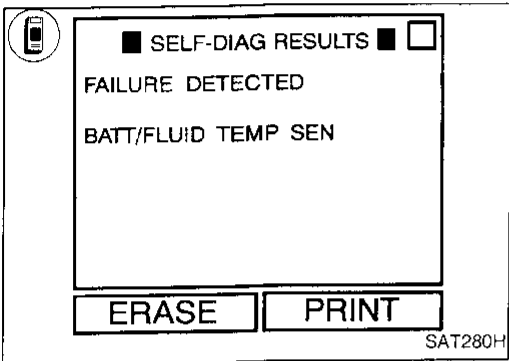 ■ SELF-DIAG RESULTS ■ □
FAILURE DETECTED
BATT/FLUID TEMP SEN
ERASE PRINT
SAT280H